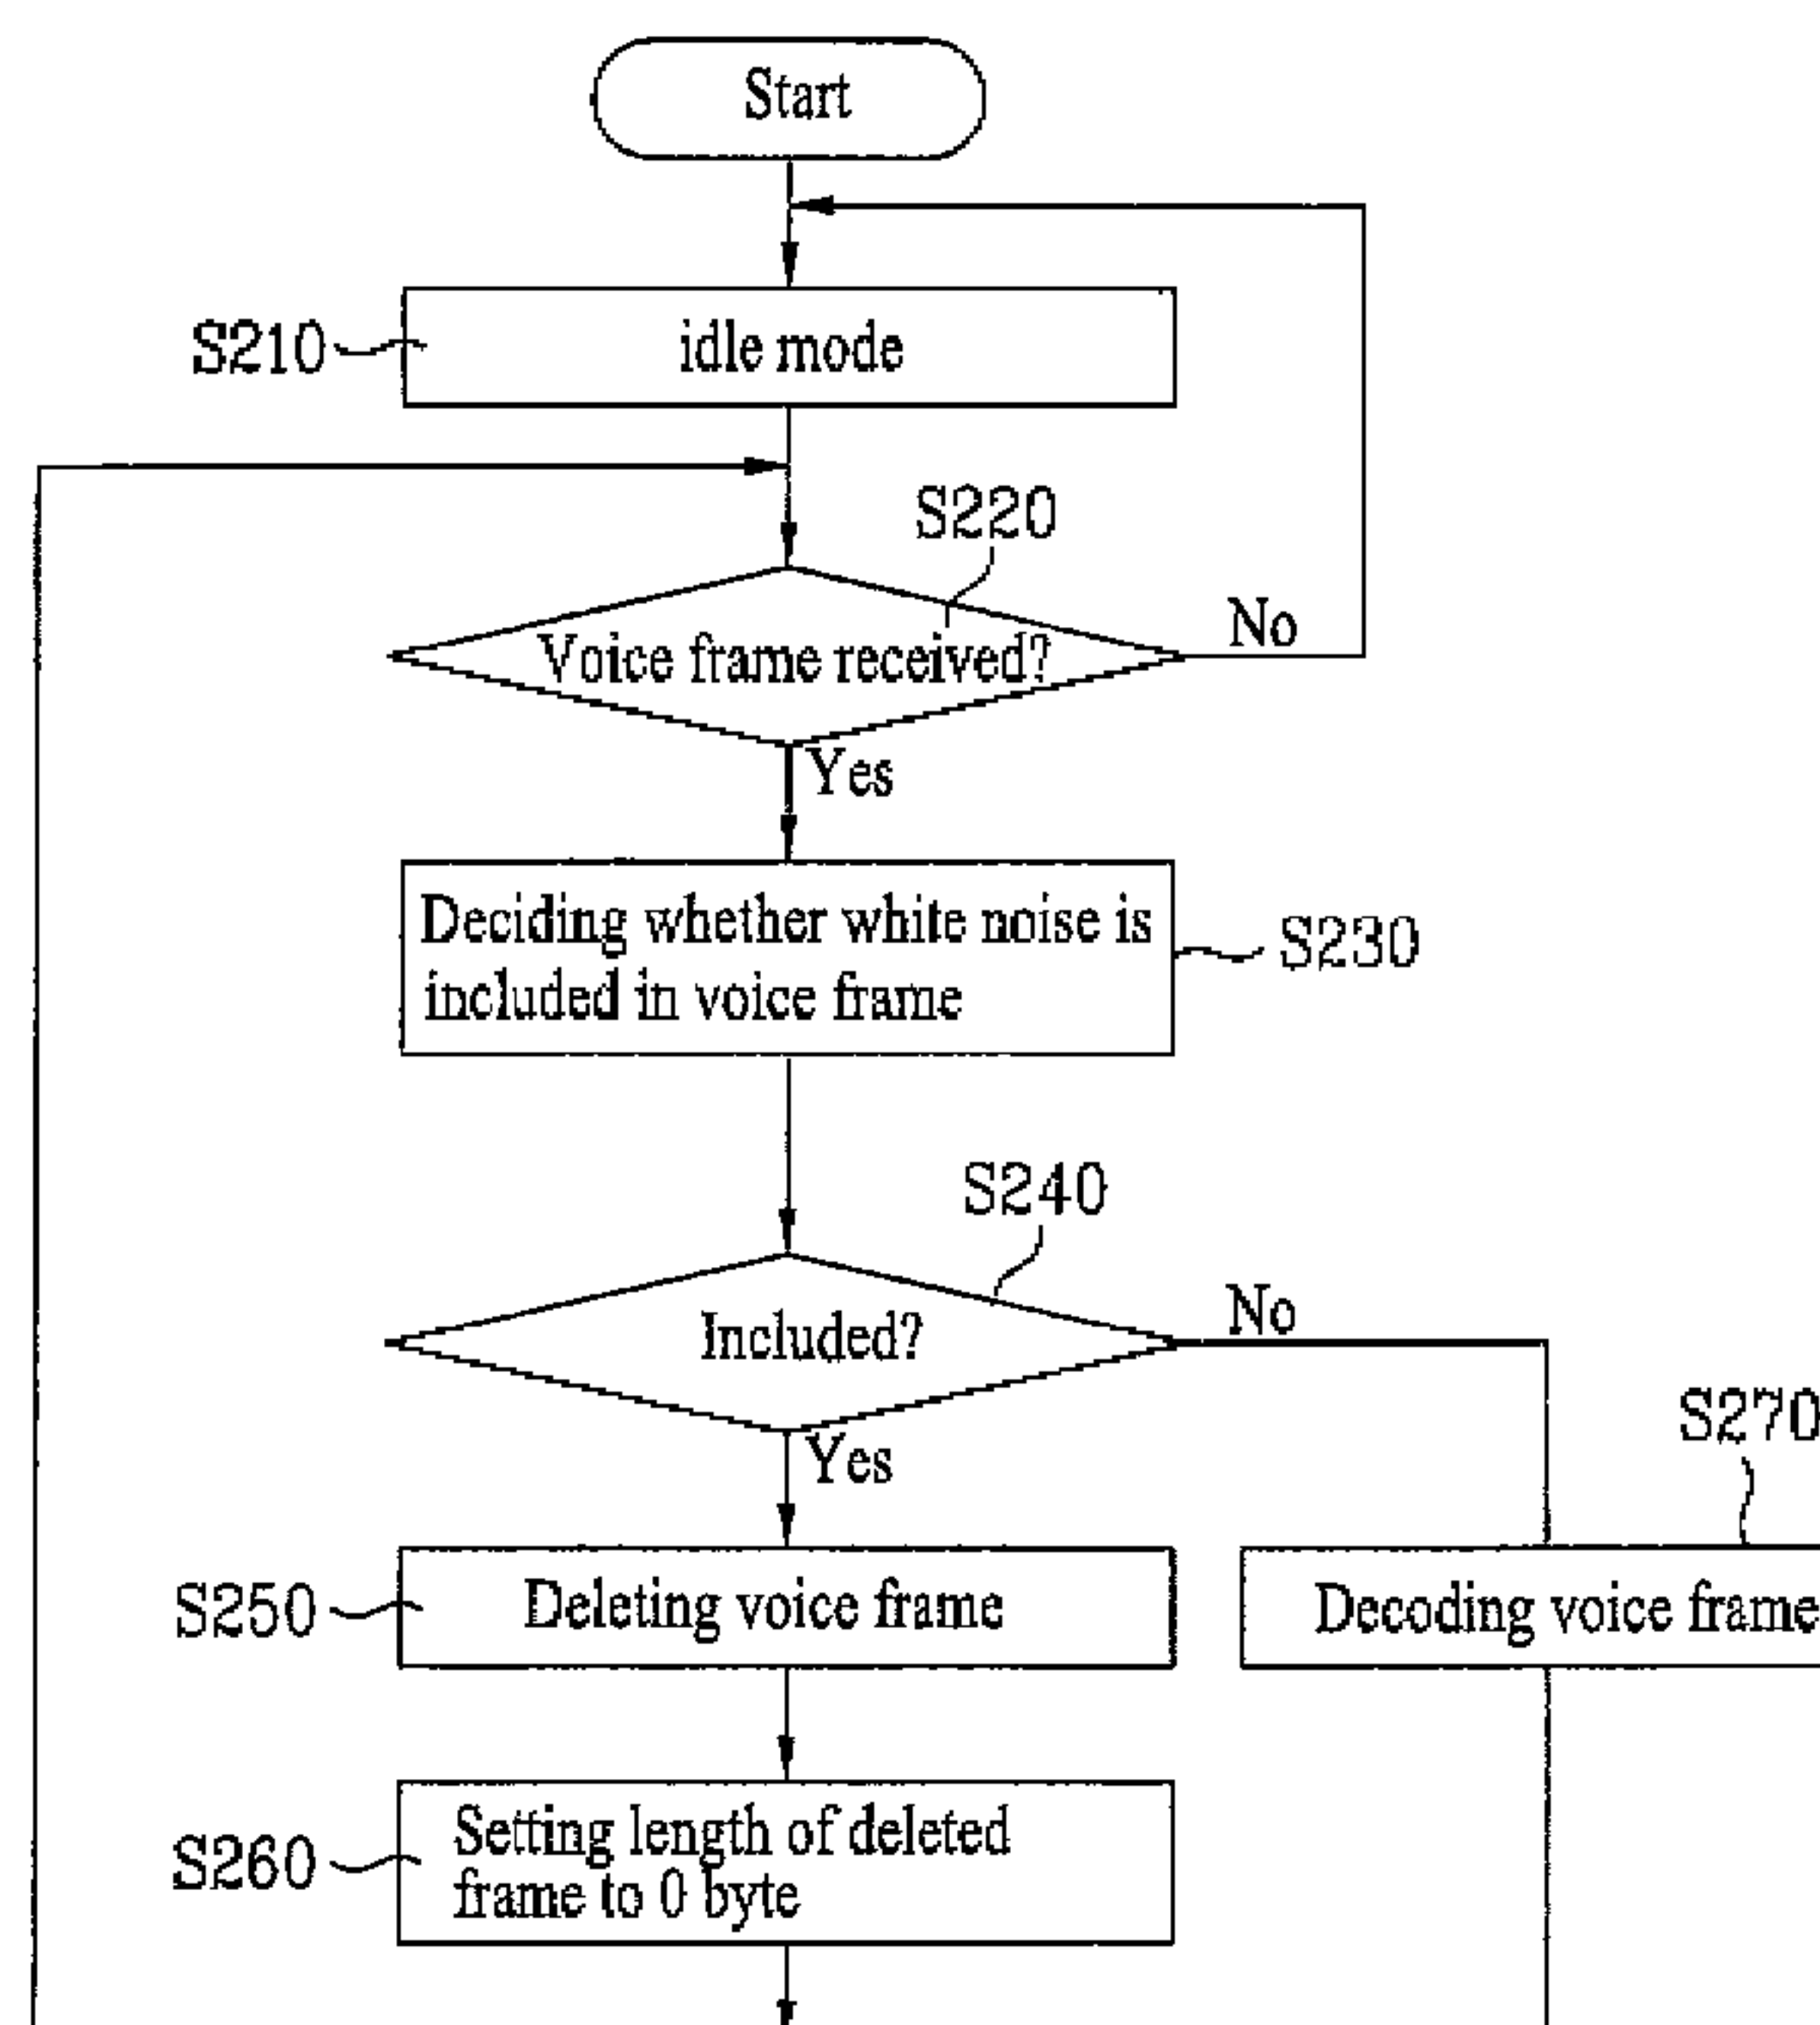 Start
S210
idle mode
S220
Voice frame received?
No
Yes
Deciding whether white noise is
included in voice frame
S230
S240
Included?
No
Yes
S270
S250
Deleting voice frame
Decoding voice frame
S260
Setting length of deleted
frame to 0 byte